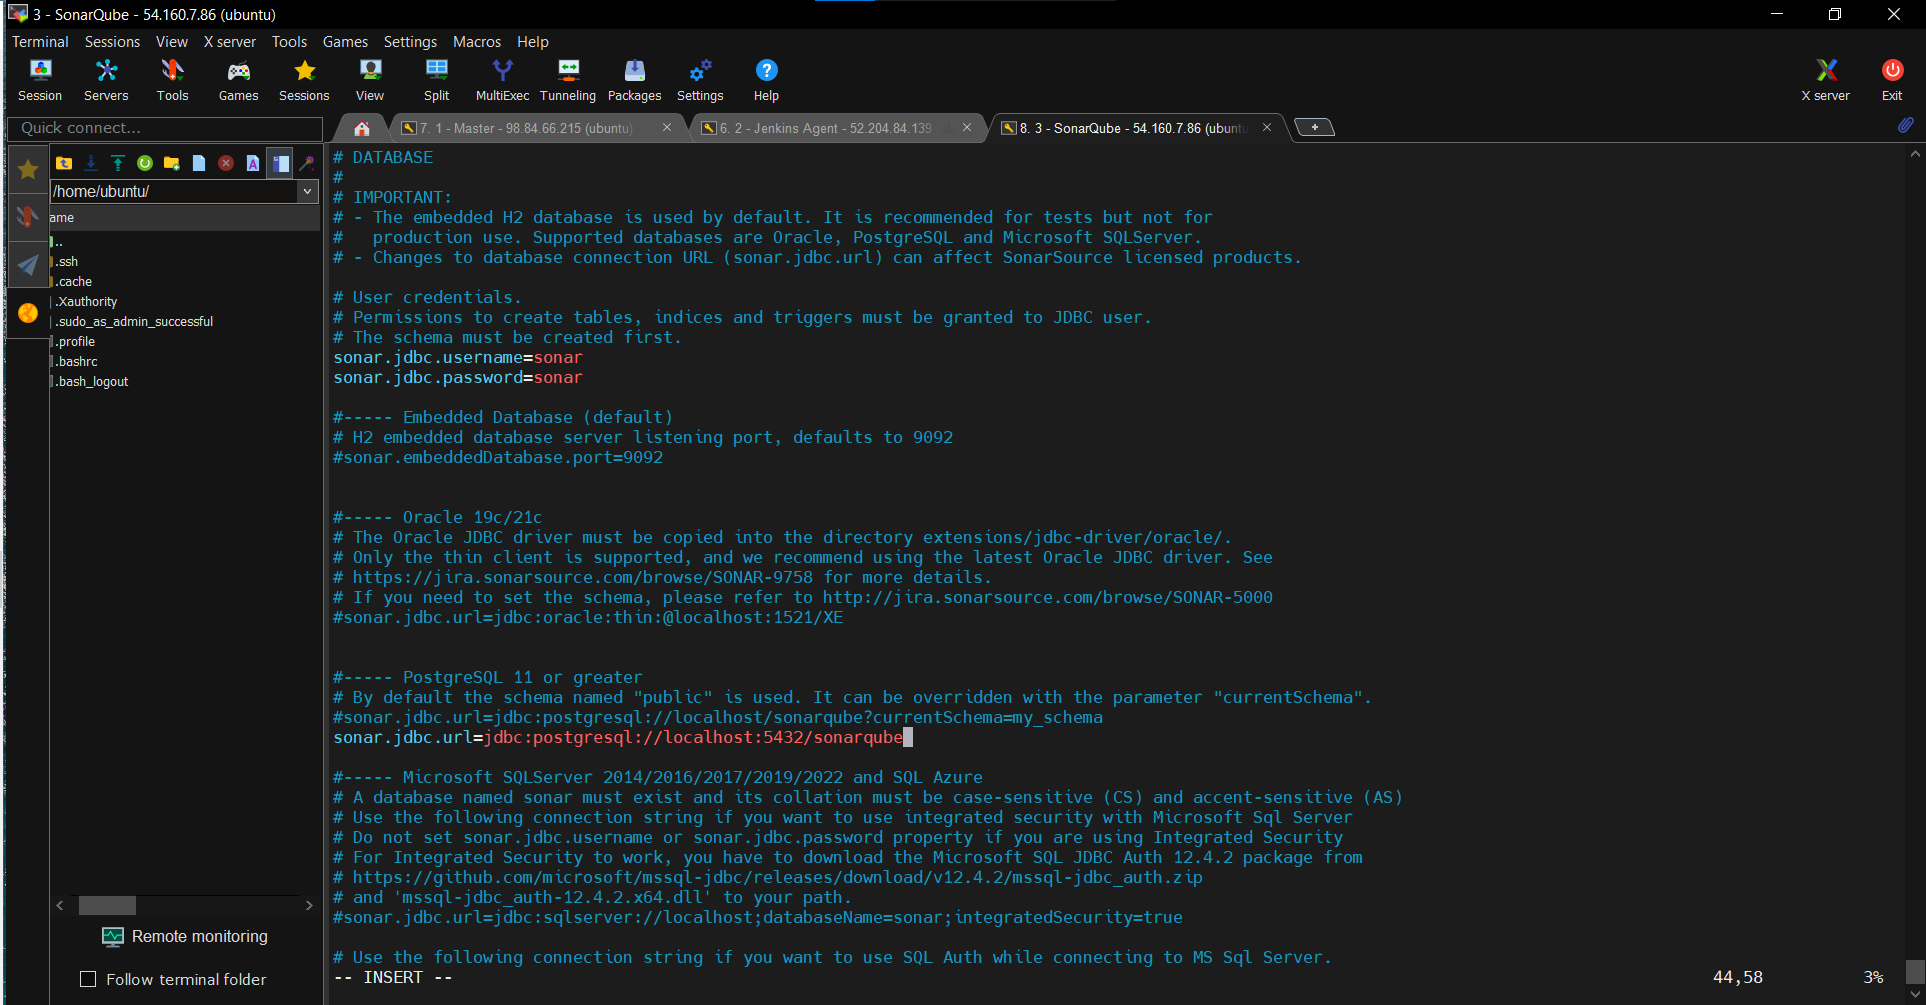 3 - SonarQube - 54.160.7.86 (ubuntu)
Terminal Sessions View X server Tools Games Settings Macros Help
Session Servers Tools Games Sessions View Split MultiExec Tunneling Packages Settings Help X server Exit
Quick connect...
7. 1 - Master - 98.84.66.215 (ubuntu)
6. 2 - Jenkins Agent - 52.204.84.139
8. 3 - SonarQube - 54.160.7.86 (ubuntu
/home/ubuntu/
ame
..
.ssh
.cache
.Xauthority
.sudo_as_admin_successful
.profile
.bashrc
.bash_logout
Remote monitoring
Follow terminal folder
# DATABASE
#
# IMPORTANT:
# - The embedded H2 database is used by default. It is recommended for tests but not for
#   production use. Supported databases are Oracle, PostgreSQL and Microsoft SQLServer.
# - Changes to database connection URL (sonar.jdbc.url) can affect SonarSource licensed products.
# User credentials.
# Permissions to create tables, indices and triggers must be granted to JDBC user.
# The schema must be created first.
sonar.jdbc.username=sonar
sonar.jdbc.password=sonar
#----- Embedded Database (default)
# H2 embedded database server listening port, defaults to 9092
#sonar.embeddedDatabase.port=9092
#----- Oracle 19c/21c
# The Oracle JDBC driver must be copied into the directory extensions/jdbc-driver/oracle/.
# Only the thin client is supported, and we recommend using the latest Oracle JDBC driver. See
# https://jira.sonarsource.com/browse/SONAR-9758 for more details.
# If you need to set the schema, please refer to http://jira.sonarsource.com/browse/SONAR-5000
#sonar.jdbc.url=jdbc:oracle:thin:@localhost:1521/XE
#----- PostgreSQL 11 or greater
# By default the schema named "public" is used. It can be overridden with the parameter "currentSchema".
#sonar.jdbc.url=jdbc:postgresql://localhost/sonarqube?currentSchema=my_schema
sonar.jdbc.url=jdbc:postgresql://localhost:5432/sonarqube
#----- Microsoft SQLServer 2014/2016/2017/2019/2022 and SQL Azure
# A database named sonar must exist and its collation must be case-sensitive (CS) and accent-sensitive (AS)
# Use the following connection string if you want to use integrated security with Microsoft Sql Server
# Do not set sonar.jdbc.username or sonar.jdbc.password property if you are using Integrated Security
# For Integrated Security to work, you have to download the Microsoft SQL JDBC Auth 12.4.2 package from
# https://github.com/microsoft/mssql-jdbc/releases/download/v12.4.2/mssql-jdbc_auth.zip
# and 'mssql-jdbc_auth-12.4.2.x64.dll' to your path.
#sonar.jdbc.url=jdbc:sqlserver://localhost;databaseName=sonar;integratedSecurity=true
# Use the following connection string if you want to use SQL Auth while connecting to MS Sql Server.
-- INSERT -- 44,58 3%